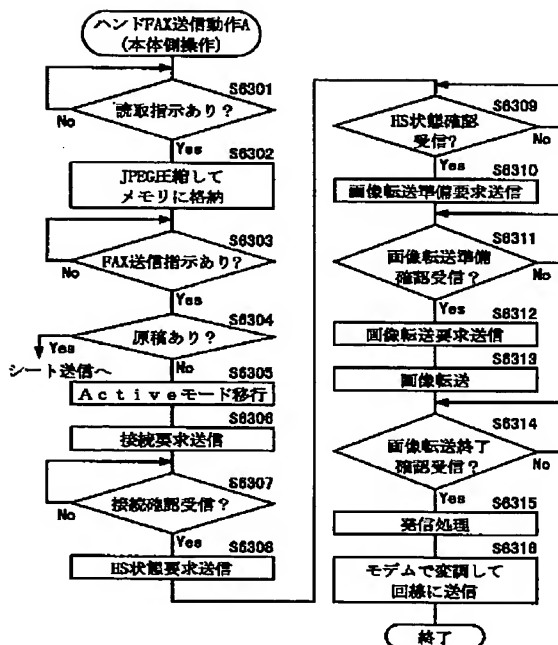 ハンドFAX送信動作A
(本体側操作)
S6301
読取指示あり?
No
Yes
S6302
JPEG圧縮して
メモリに格納
S6303
FAX送信指示あり?
No
Yes
S6304
原稿あり?
Yes
シート送信へ
No
S6305
Activeモード移行
S6306
接続要求送信
S6307
接続確認受信?
No
Yes
S6308
HS状態要求送信
S6309
HS状態確認
受信?
No
Yes
S6310
画像転送準備要求送信
S6311
画像転送準備
確認受信?
No
Yes
S6312
画像転送要求送信
S6313
画像転送
S6314
画像転送終了
確認受信?
No
Yes
S6315
発信処理
S6316
モデムで変調して
回線に送信
終了